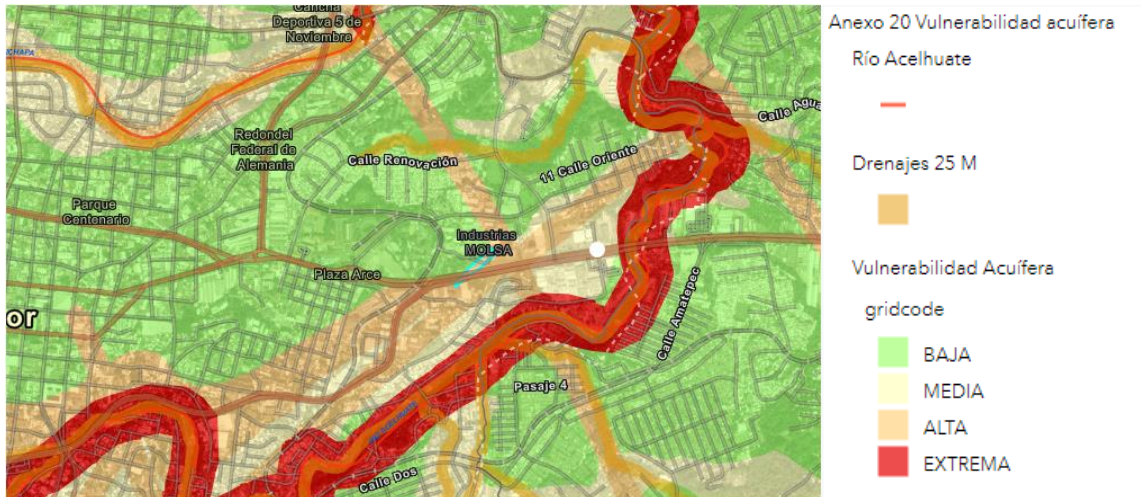 Cancha
Deportiva 5 de
Noviembre
Redondel
Federal de
Alemania
Calle Renovación
11 Calle Oriente
Calle Agua
Parque
Centenario
Industrias
MOLSA
Plaza Arce
or
Calle Amatepec
Pasaje 4
Calle Dos
Anexo 20 Vulnerabilidad acuífera
Río Acelhuate
Drenajes 25 M
Vulnerabilidad Acuífera
gridcode
BAJA
MEDIA
ALTA
EXTREMA